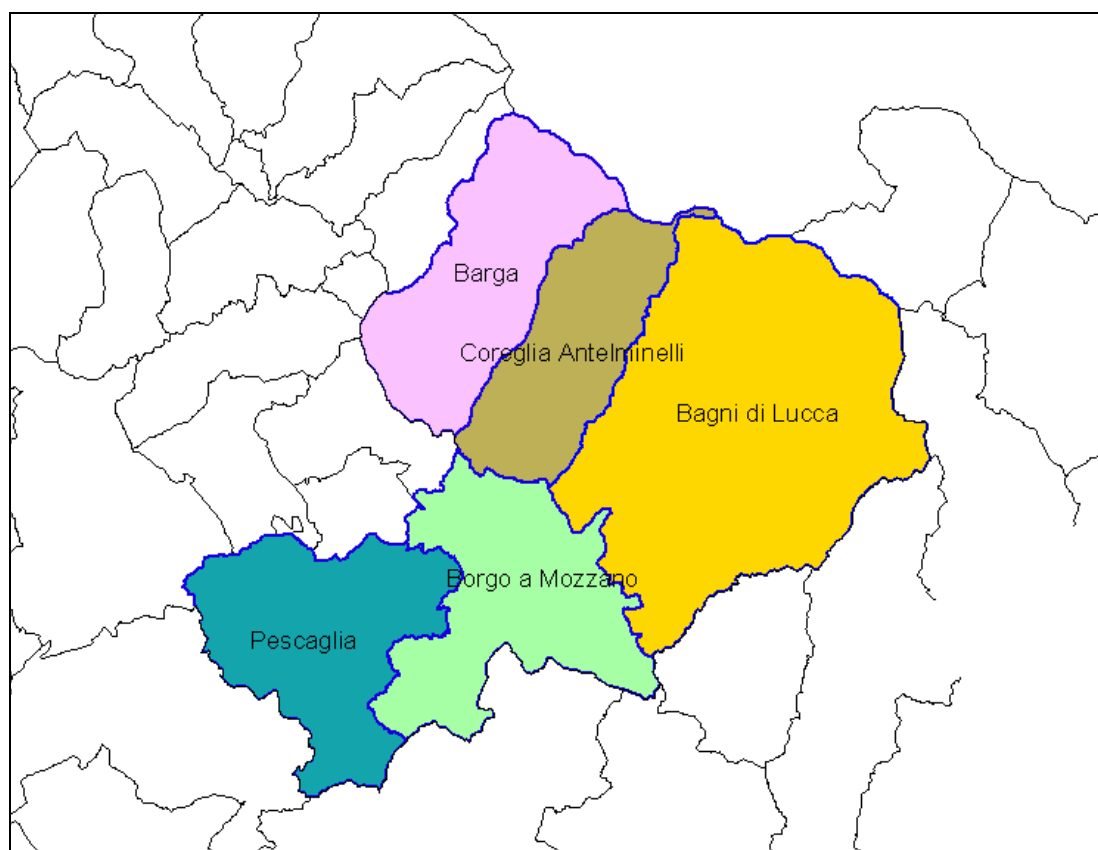 Barga
Coreglia Antelminelli
Bagni di Lucca
Borgo a Mozzano
Pescaglia